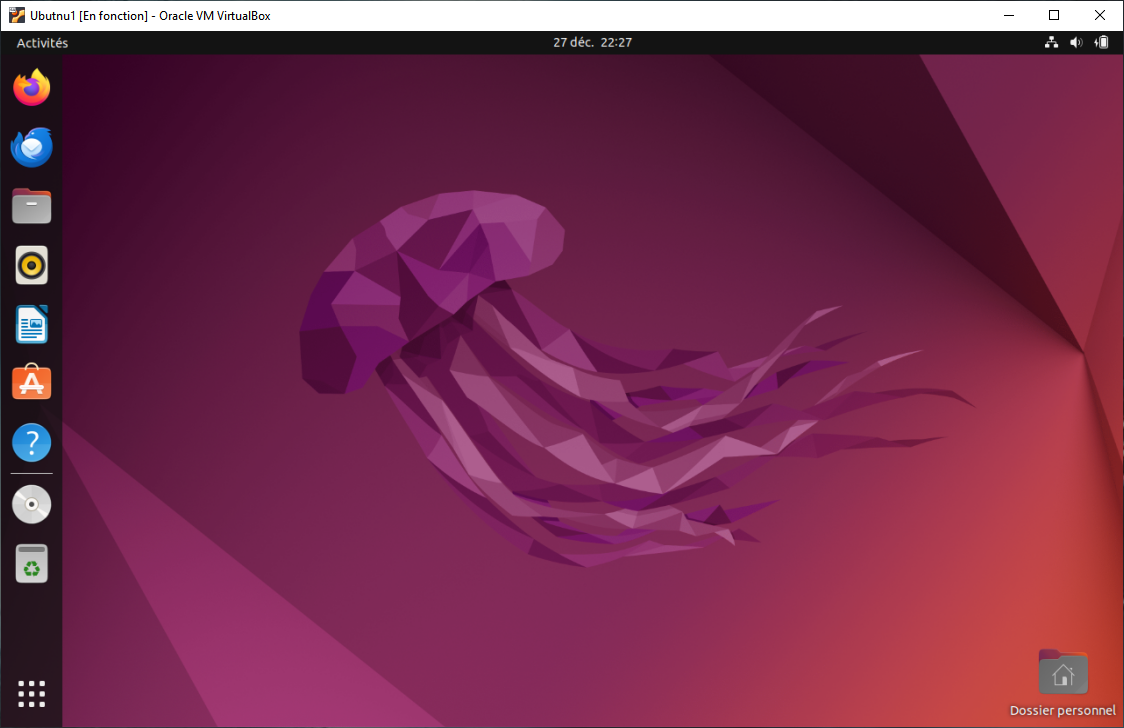 Ubutnu1 [En fonction] - Oracle VM VirtualBox
Activités
27 déc. 22:27
?
Dossier personnel